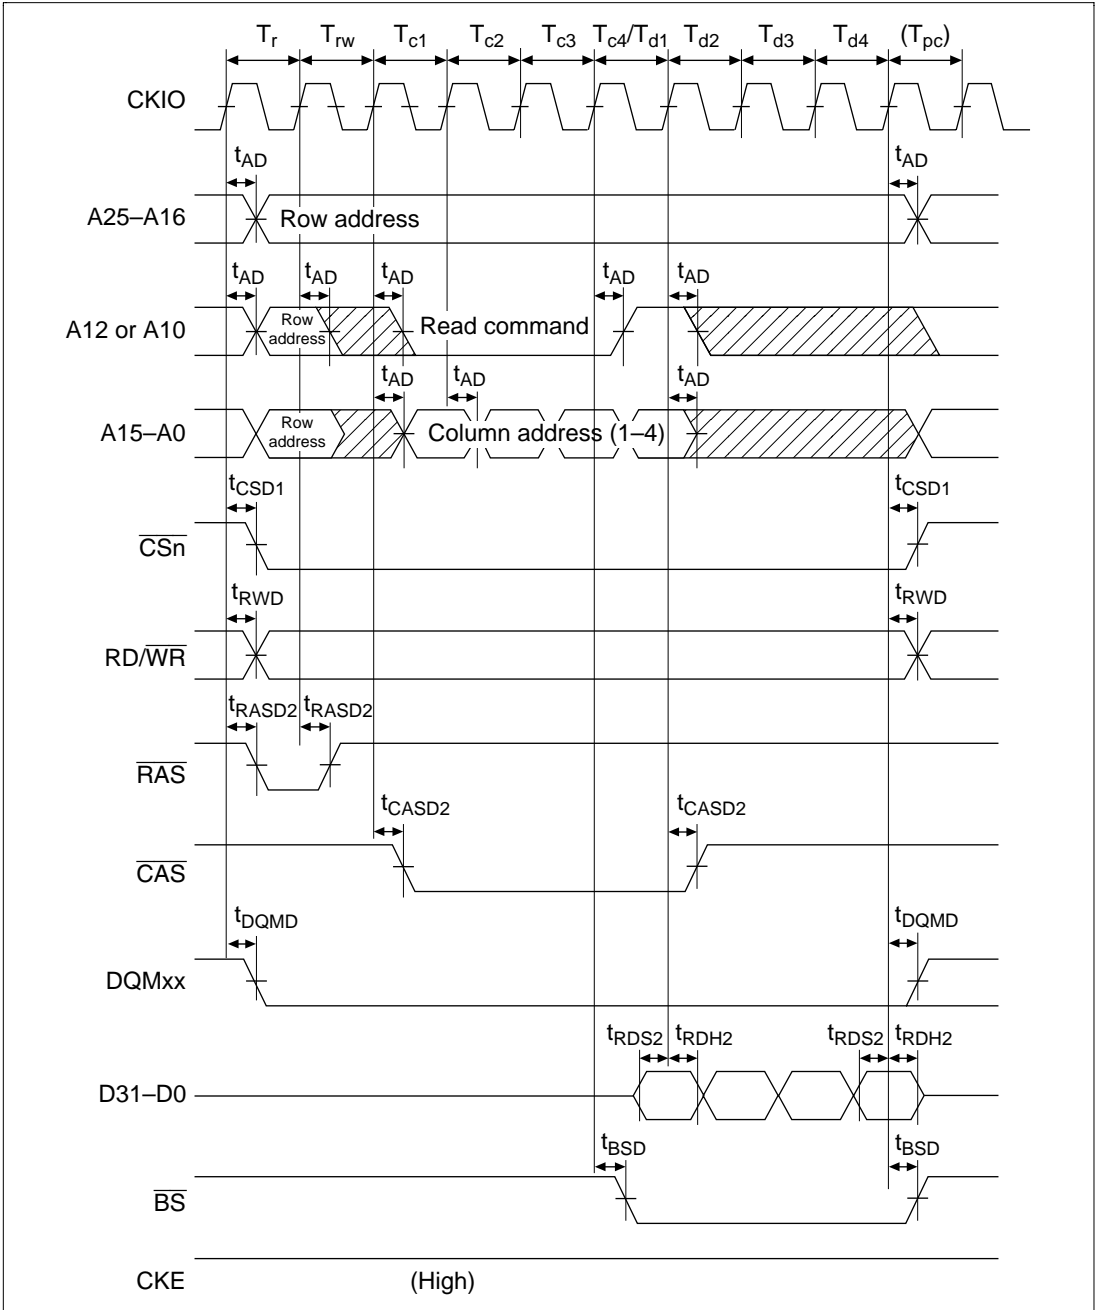 Tr Trw Tc1 Tc2 Tc3 Tc4/Td1 Td2 Td3 Td4 (Tpc)
CKIO
tAD tAD
A25–A16 Row address
tAD tAD tAD tAD tAD
A12 or A10 Row address Read command
tAD tAD tAD
A15–A0 Row address Column address (1–4)
tCSD1 tCSD1
CSn
tRWD tRWD
RD/WR
tRASD2 tRASD2
RAS
tCASD2 tCASD2
CAS
tDQMD tDQMD
DQMxx
tRDS2 tRDH2 tRDS2 tRDH2
D31–D0
tBSD tBSD
BS
CKE (High)